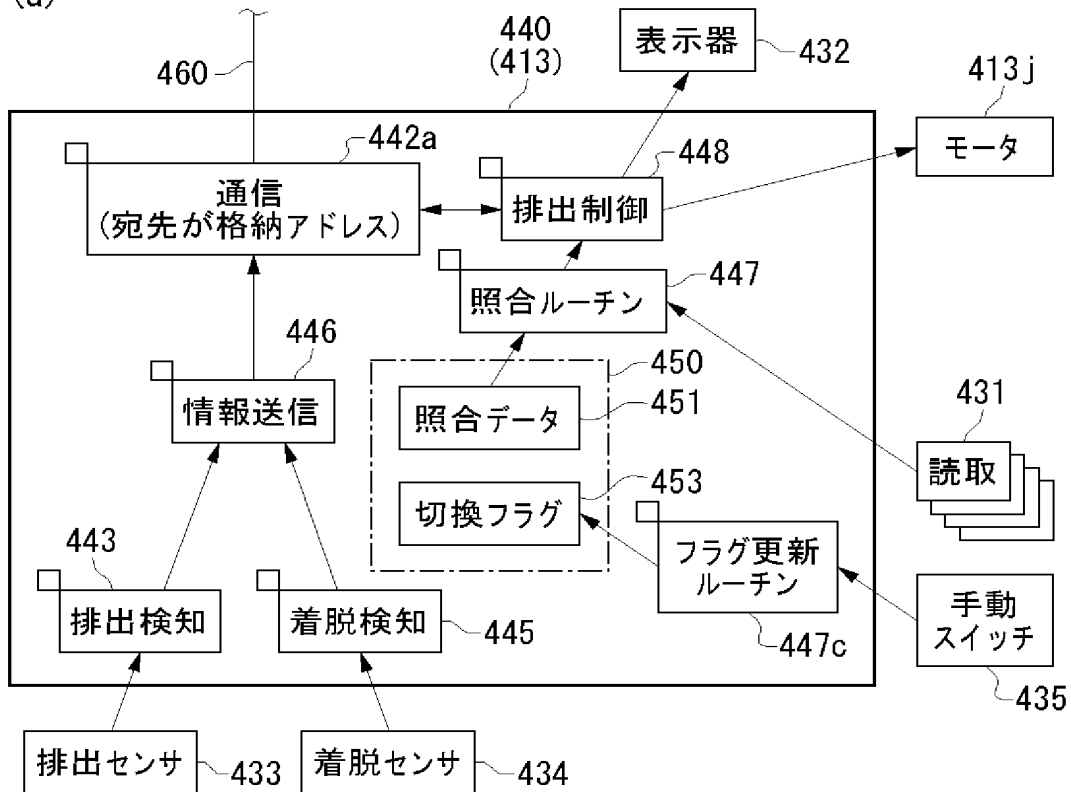 (a)
440
(413)
表示器
432
460
413j
442a
448
モータ
通信
(宛先が格納アドレス)
排出制御
447
照合ルーチン
446
450
情報送信
照合データ
451
431
読取
453
切換フラグ
443
フラグ更新
ルーチン
排出検知
着脱検知
445
447c
手動
スイッチ
435
排出センサ
433
着脱センサ
434